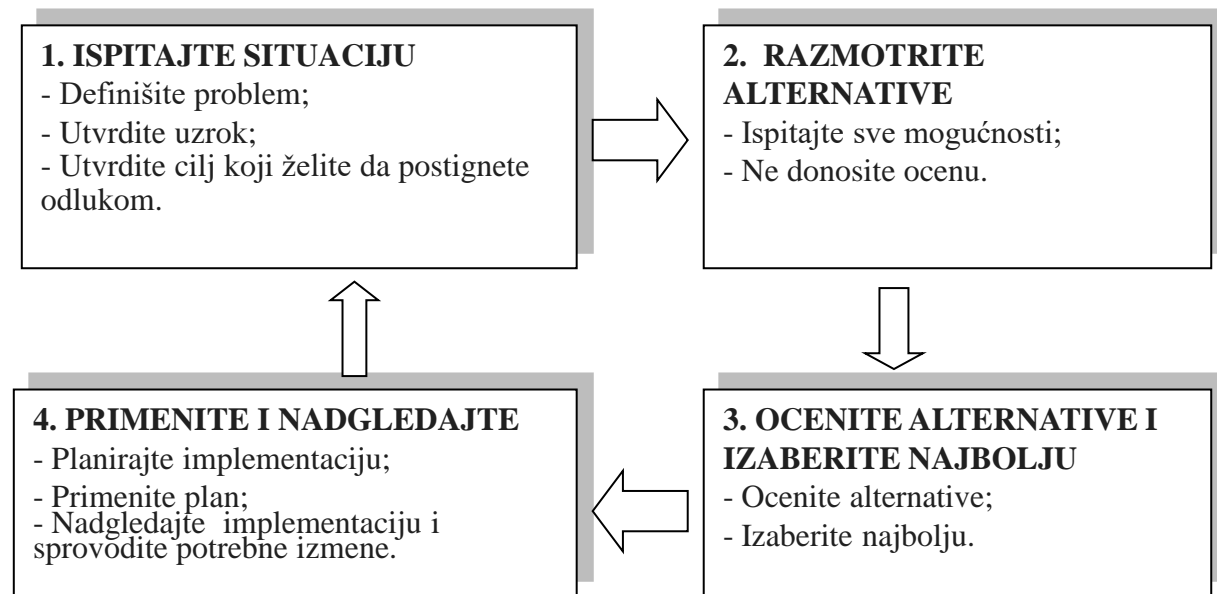 1. ISPITAJTE SITUACIJU
- Definišite problem;
- Utvrdite uzrok;
- Utvrdite cilj koji želite da postignete
odlukom.
2. RAZMOTRITE
ALTERNATIVE
- Ispitajte sve mogućnosti;
- Ne donosite ocenu.
3. OCENITE ALTERNATIVE I
IZABERITE NAJBOLJU
- Ocenite alternative;
- Izaberite najbolju.
4. PRIMENITE I NADGLEDAJTE
- Planirajte implementaciju;
- Primenite plan;
- Nadgledajte implementaciju i
sprovodite potrebne izmene.